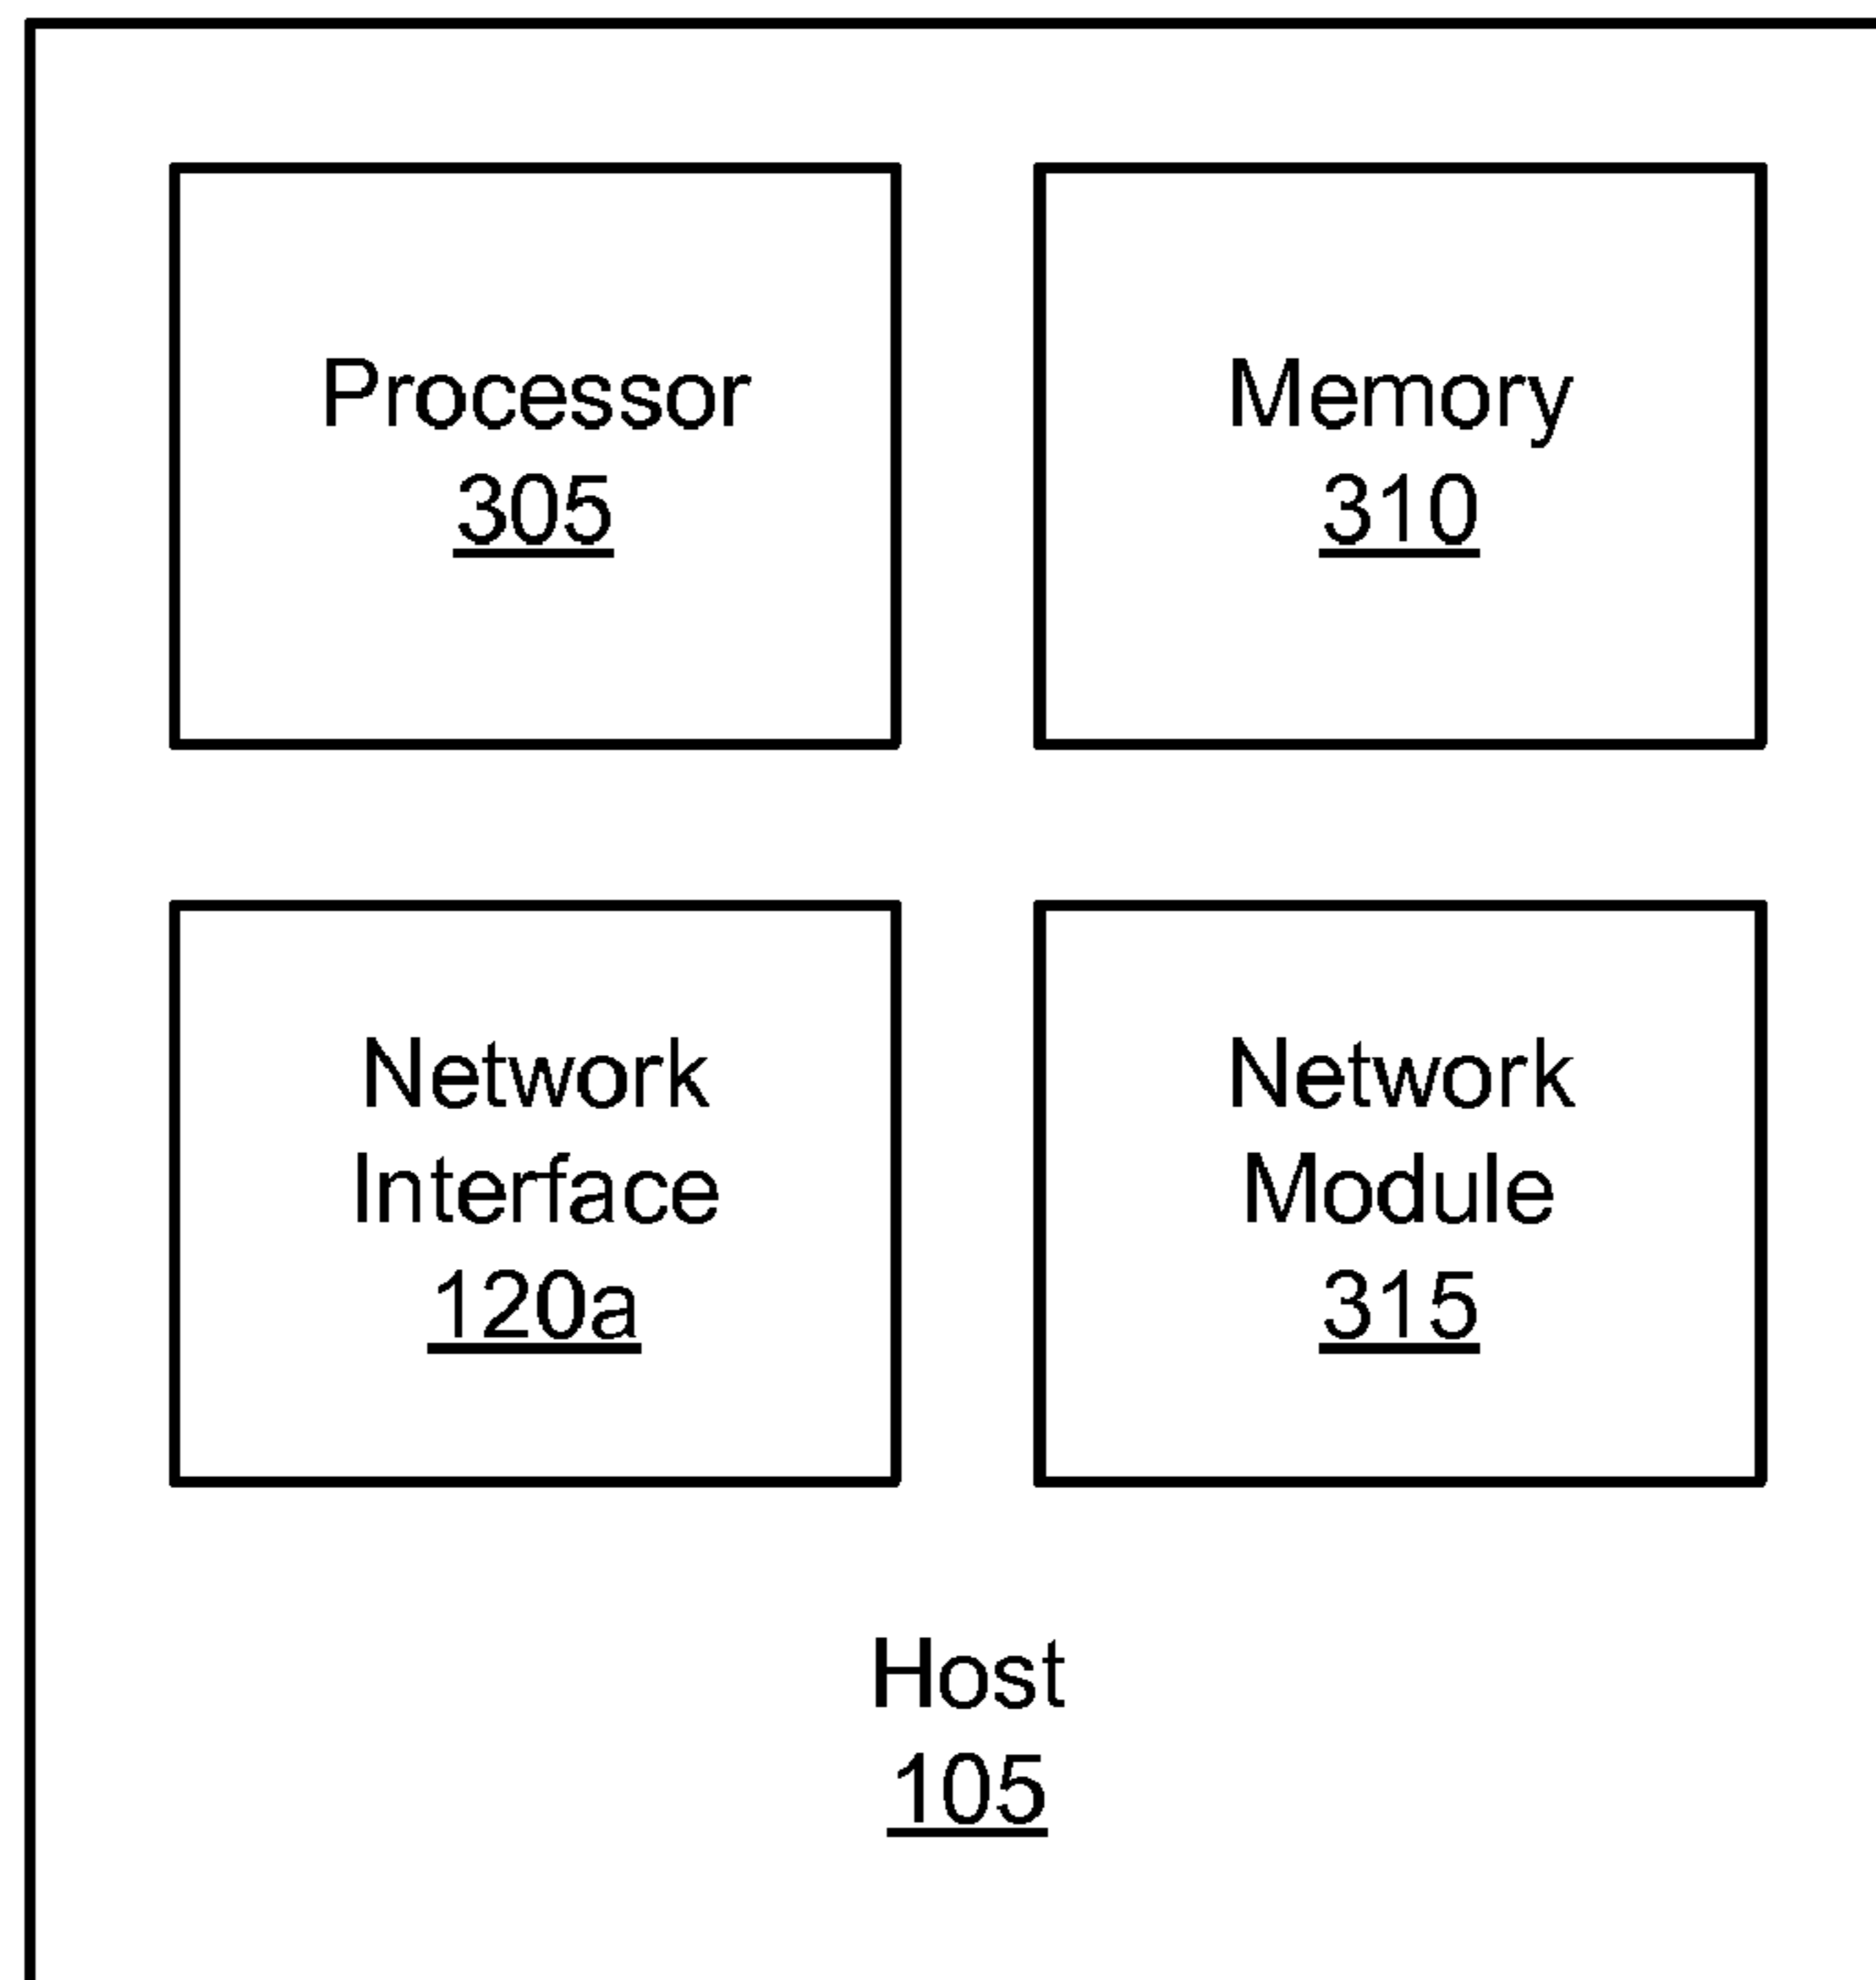 Processor
305
Memory
310
Network
Interface
120a
Network
Module
315
Host
105